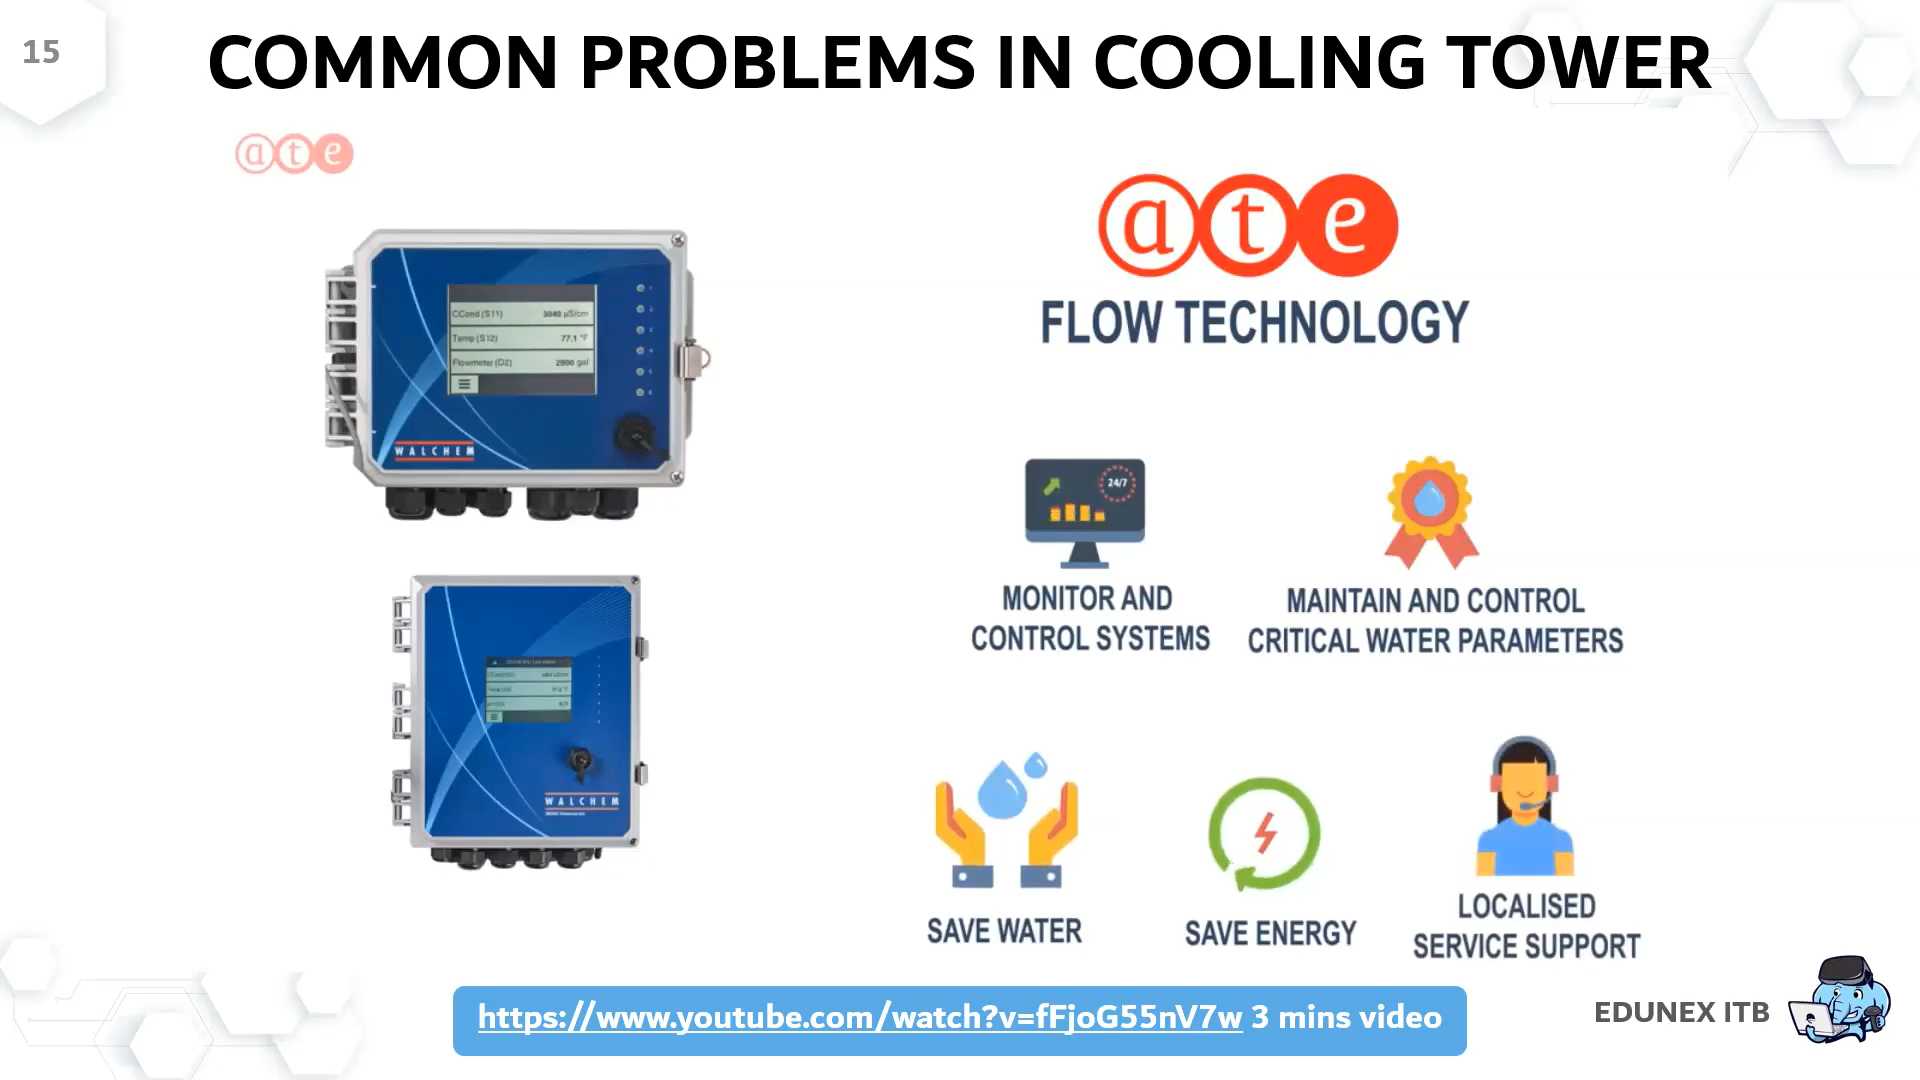 15
COMMON PROBLEMS IN COOLING TOWER
ate
ate
FLOW TECHNOLOGY
CCond (S11) 3040 µS/cm
Temp (S12) 77.1 °F
Flowmeter (D2) 2800 gal
WALCHEM
WALCHEM
24/7
MONITOR AND
CONTROL SYSTEMS
MAINTAIN AND CONTROL
CRITICAL WATER PARAMETERS
SAVE WATER
SAVE ENERGY
LOCALISED
SERVICE SUPPORT
https://www.youtube.com/watch?v=fFjoG55nV7w 3 mins video
EDUNEX ITB